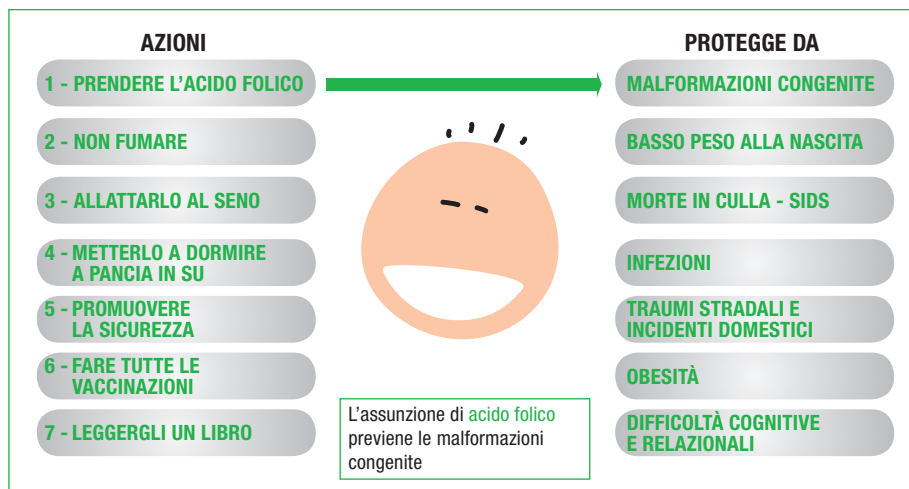 AZIONI
1 - PRENDERE L'ACIDO FOLICO
2 - NON FUMARE
3 - ALLATTARLO AL SENO
4 - METTERLO A DORMIRE
A PANCIA IN SU
5 - PROMUOVERE
LA SICUREZZA
6 - FARE TUTTE LE
VACCINAZIONI
7 - LEGGERGLI UN LIBRO
L'assunzione di acido folico
previene le malformazioni
congenite
PROTEGGE DA
MALFORMAZIONI CONGENITE
BASSO PESO ALLA NASCITA
MORTE IN CULLA - SIDS
INFEZIONI
TRAUMI STRADALI E
INCIDENTI DOMESTICI
OBESITÀ
DIFFICOLTÀ COGNITIVE
E RELAZIONALI